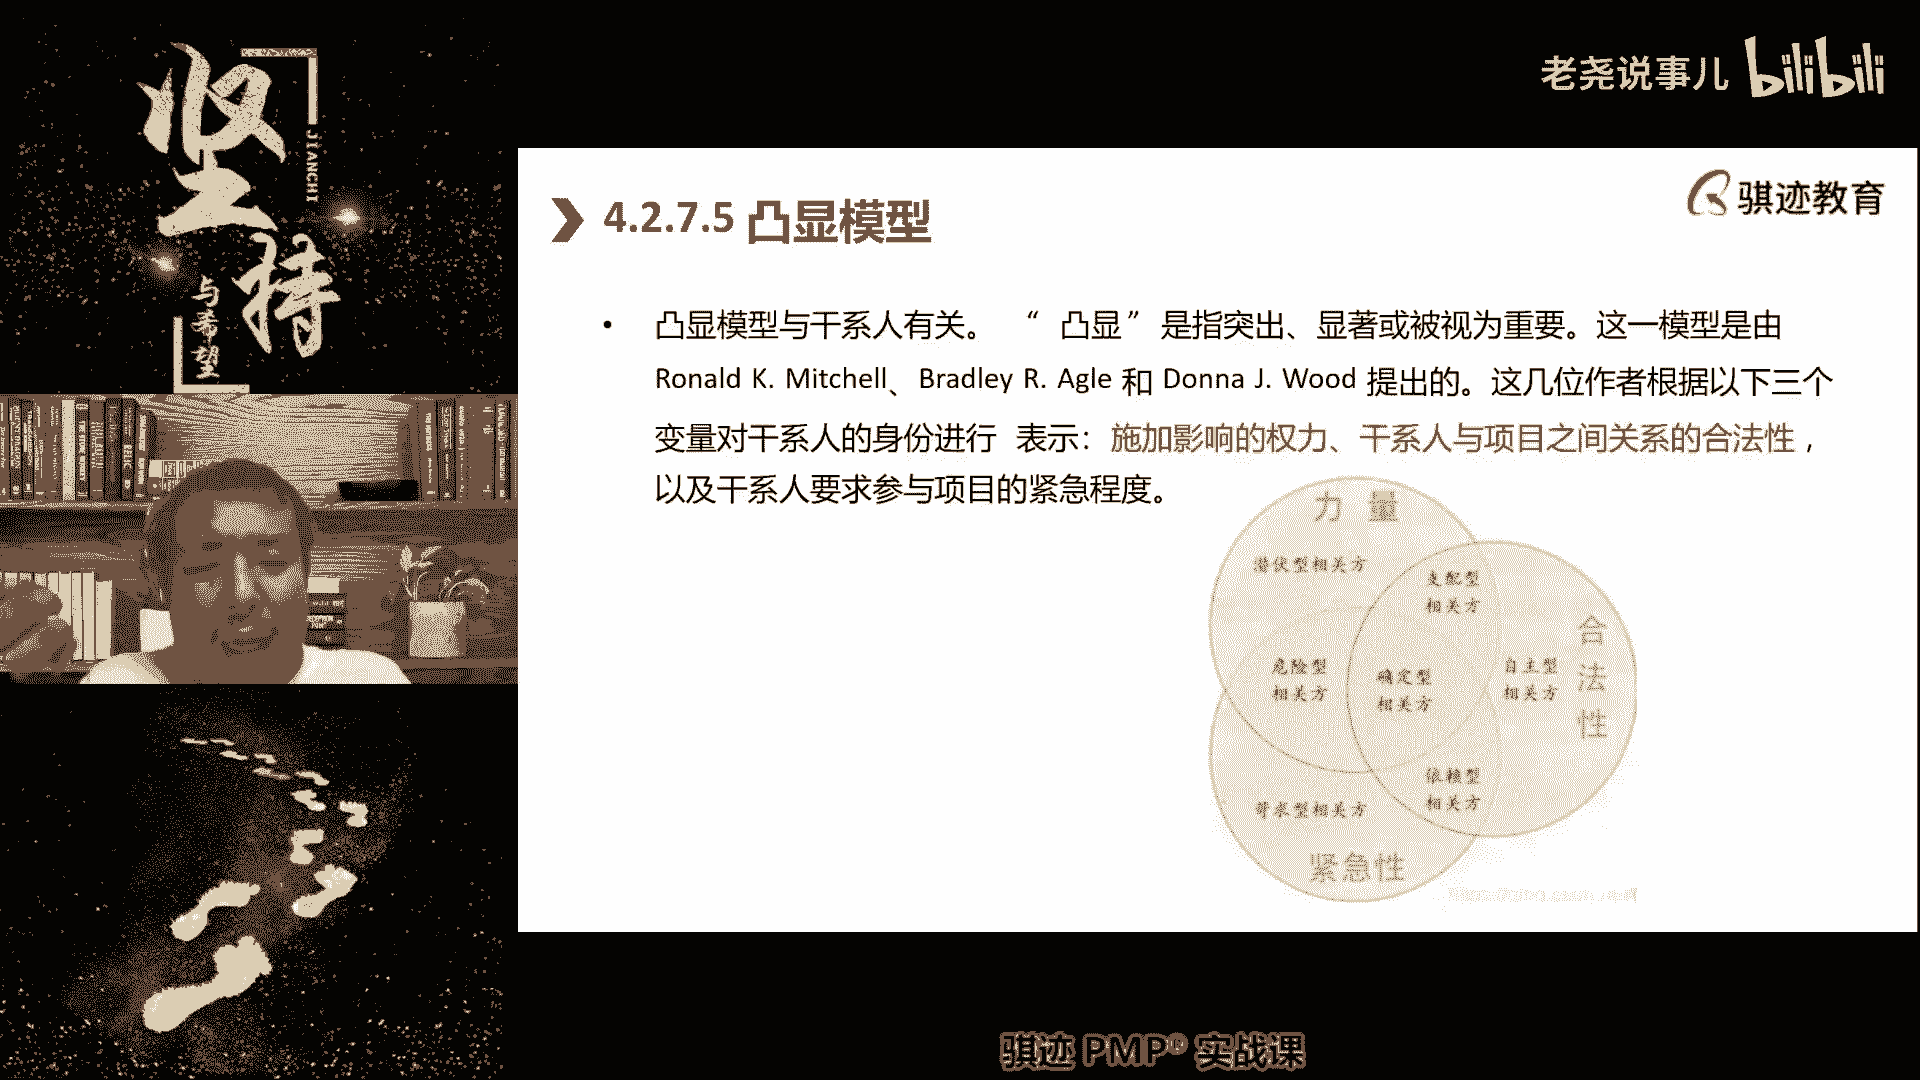 坚持
JIANCHI
与希望
老尧说事儿 bilibili
骐迹教育
4.2.7.5 凸显模型
• 凸显模型与干系人有关。 “ 凸显” 是指突出、显著或被视为重要。这一模型是由
Ronald K. Mitchell、Bradley R. Agle 和 Donna J. Wood 提出的。这几位作者根据以下三个
变量对干系人的身份进行 表示：施加影响的权力、干系人与项目之间关系的合法性，
以及干系人要求参与项目的紧急程度。
力 量
潜伏型相关方
支配型
相关方
合法性
危险型
相关方
确定型
相关方
自主型
相关方
依赖型
相关方
苛求型相关方
紧急性
骐迹 PMP® 实战课